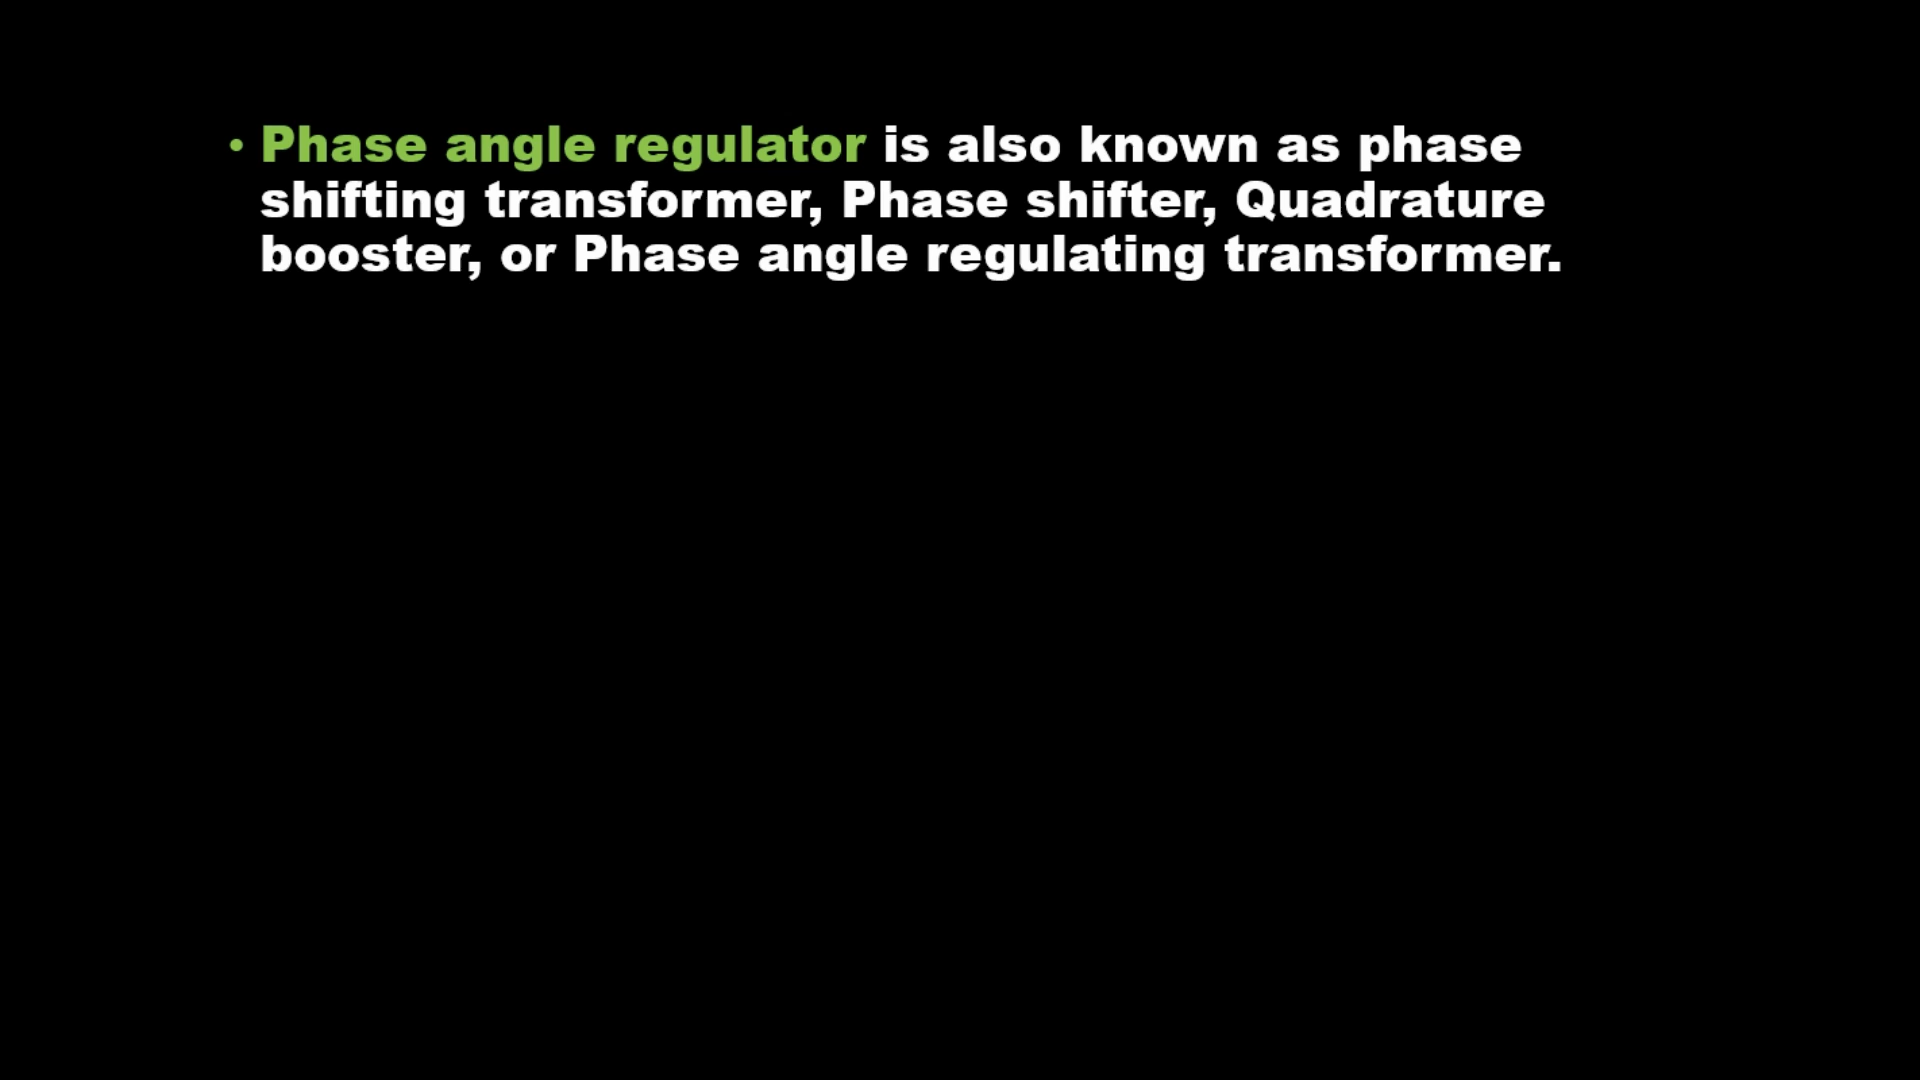 • Phase angle regulator is also known as phase
shifting transformer, Phase shifter, Quadrature
booster, or Phase angle regulating transformer.